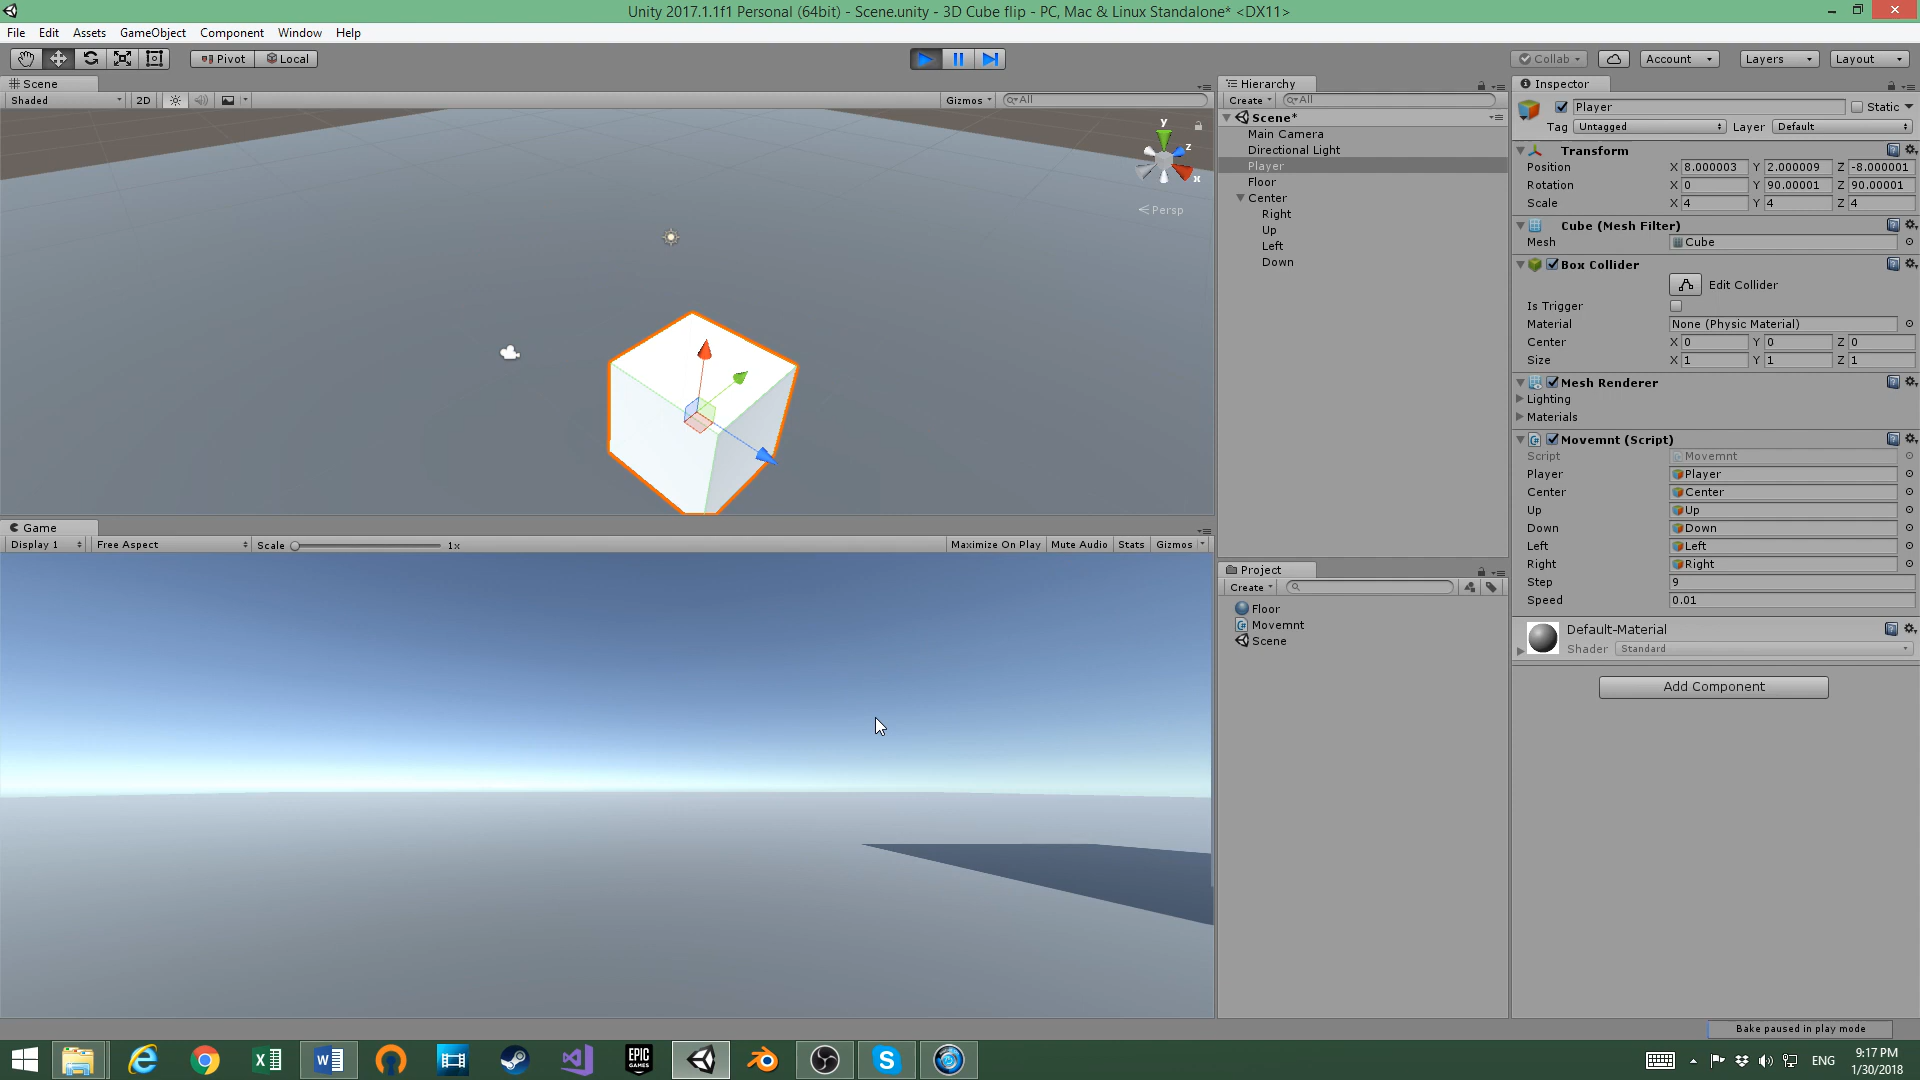 Unity 2017.1.1f1 Personal (64bit) - Scene.unity - 3D Cube flip - PC, Mac & Linux Standalone* <DX11>
File Edit Assets GameObject Component Window Help
Pivot Local
Collab Account Layers Layout
Scene
Shaded 2D Gizmos All
y
z
x
Persp
Game
Display 1 Free Aspect Scale 1x Maximize On Play Mute Audio Stats Gizmos
Hierarchy
Create All
Scene*
Main Camera
Directional Light
Player
Floor
Center
Right
Up
Left
Down
Project
Create
Floor
Movemnt
Scene
Inspector
Player Static
Tag Untagged Layer Default
Transform
Position X 8.000003 Y 2.000009 Z -8.000001
Rotation X 0 Y 90.00001 Z 90.00001
Scale X 4 Y 4 Z 4
Cube (Mesh Filter)
Mesh Cube
Box Collider
Edit Collider
Is Trigger
Material None (Physic Material)
Center X 0 Y 0 Z 0
Size X 1 Y 1 Z 1
Mesh Renderer
Lighting
Materials
Movemnt (Script)
Script Movemnt
Player Player
Center Center
Up Up
Down Down
Left Left
Right Right
Step 9
Speed 0.01
Default-Material
Shader Standard
Add Component
Bake paused in play mode
EPIC GAMES
ENG
9:17 PM
1/30/2018